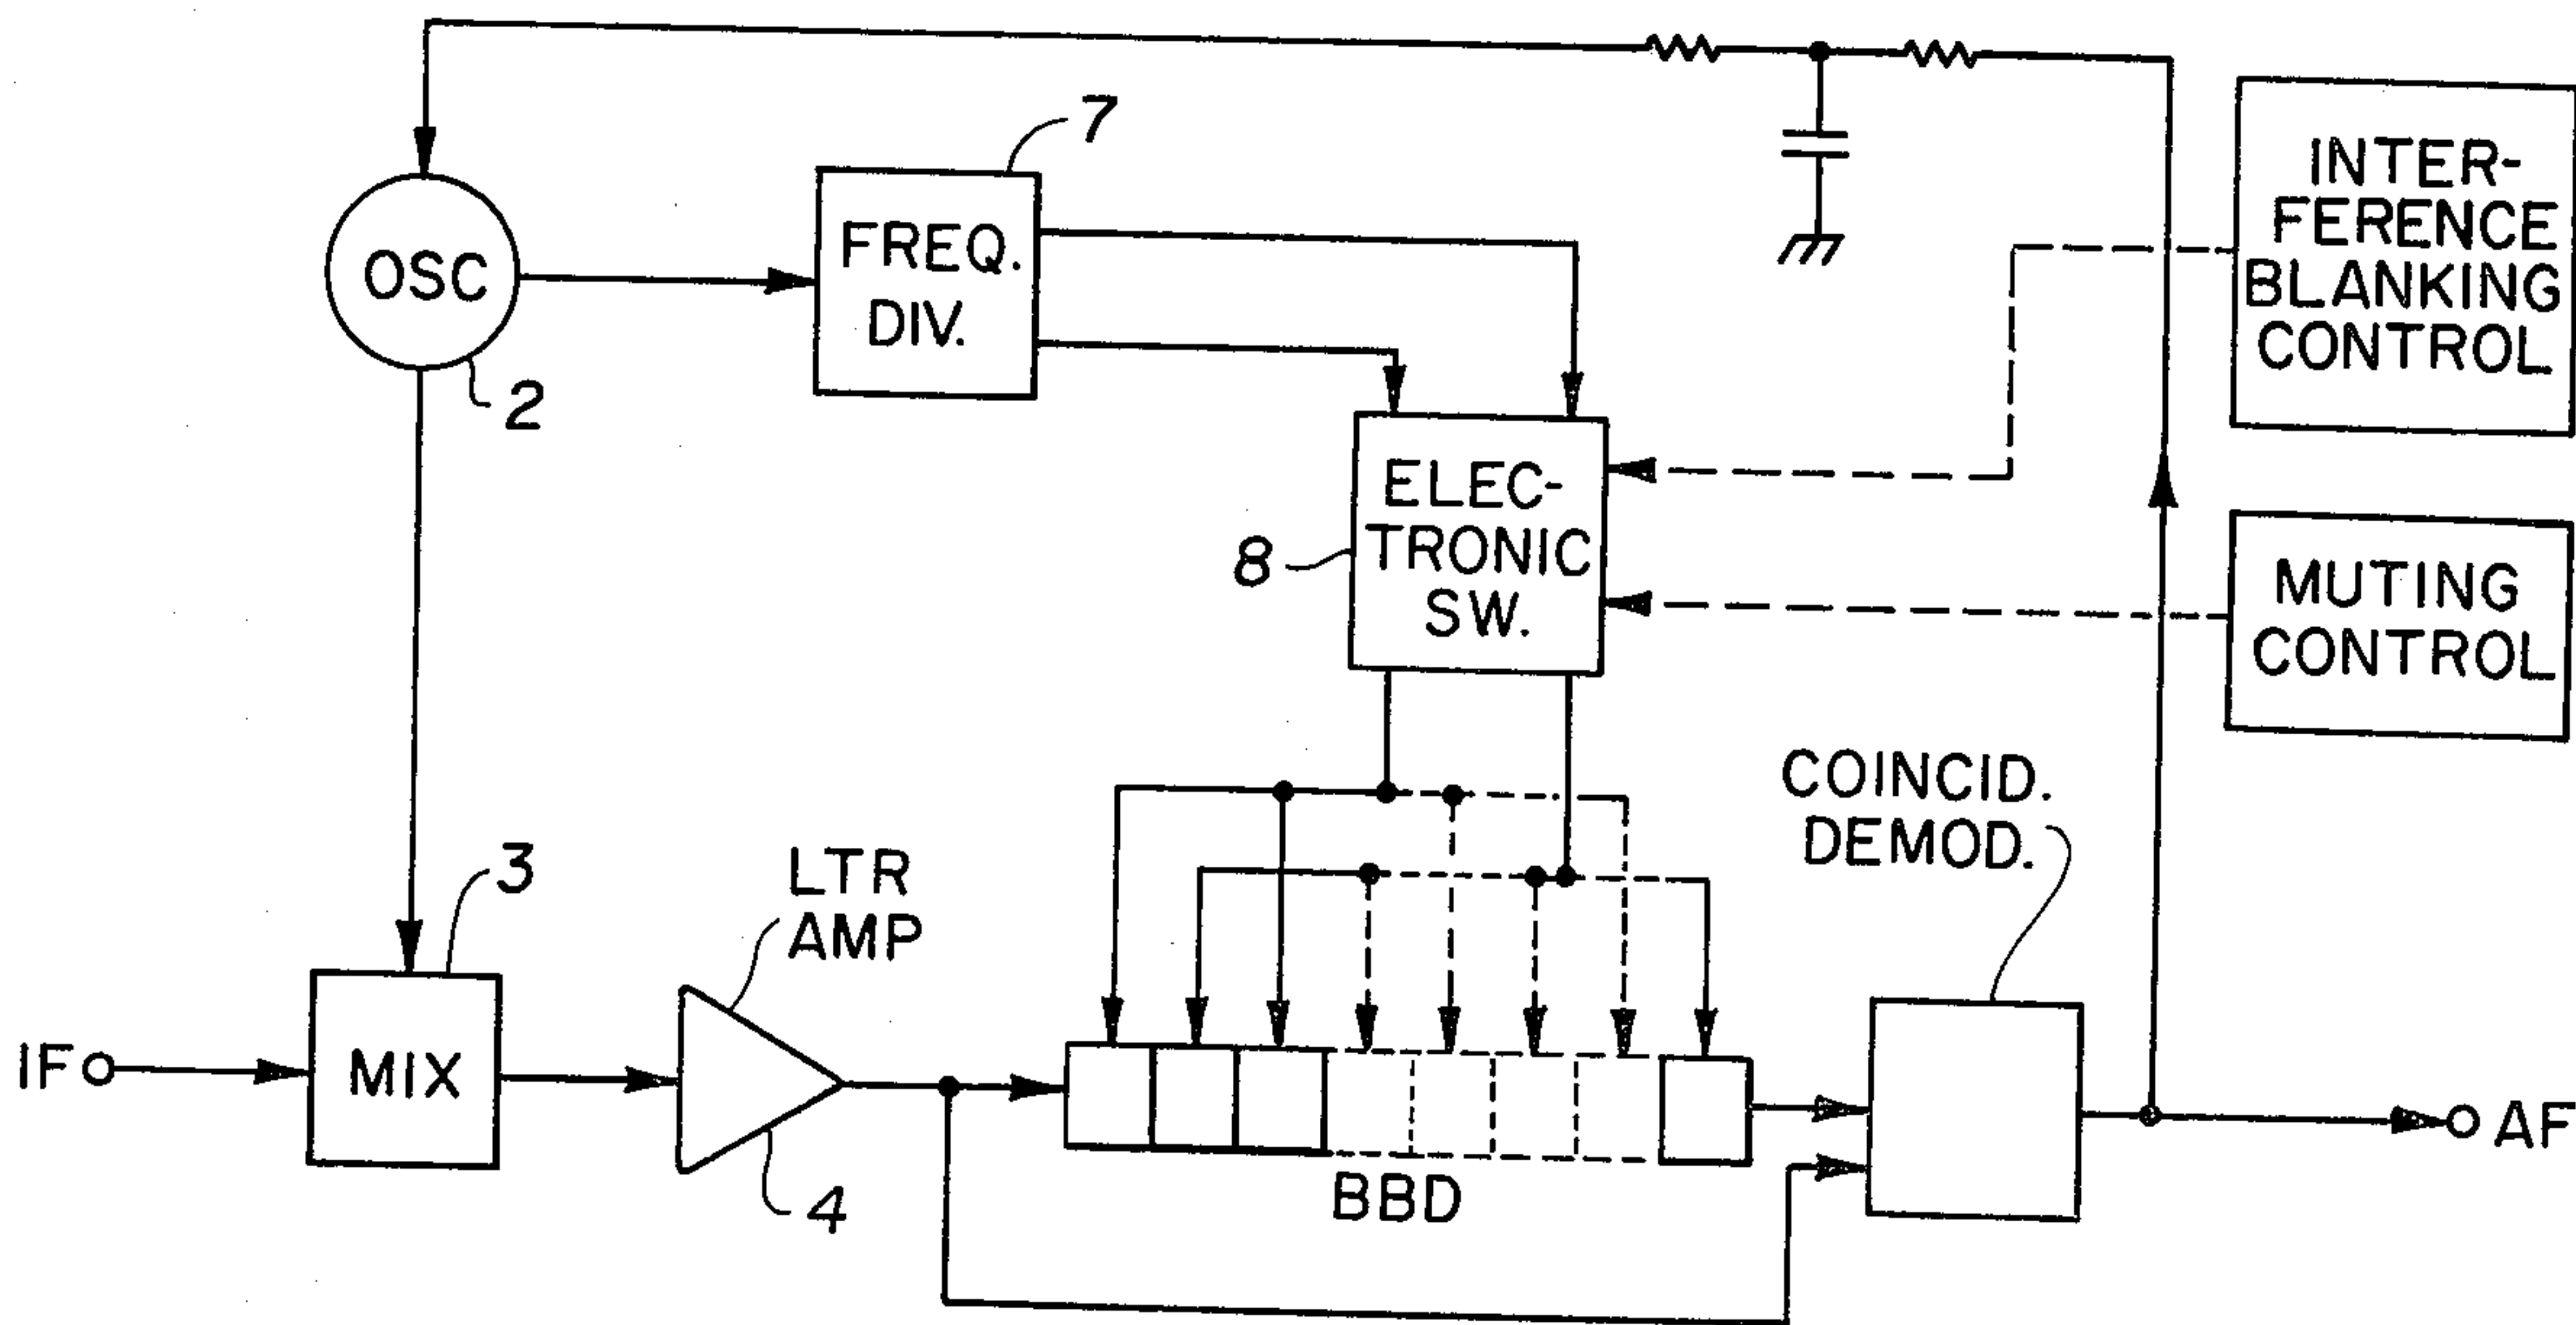 7
INTER-
FERENCE
BLANKING
CONTROL
OSC
FREQ.
DIV.
2
ELEC-
TRONIC
SW.
8
MUTING
CONTROL
COINCID.
DEMOD.
3
LTR
AMP
IF
MIX
4
BBD
AF